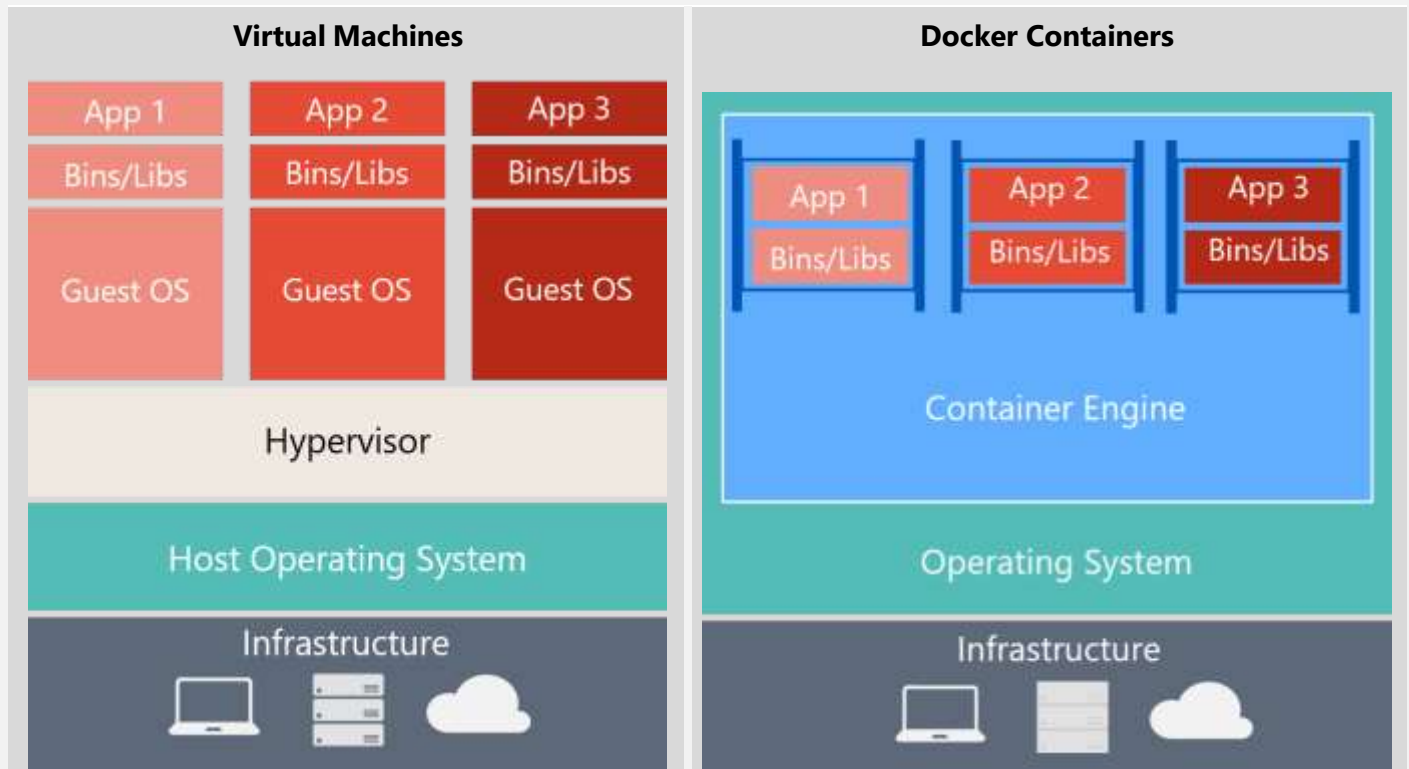 Virtual Machines
App 1
App 2
App 3
Bins/Libs
Bins/Libs
Bins/Libs
Guest OS
Guest OS
Guest OS
Hypervisor
Host Operating System
Infrastructure
Docker Containers
App 1
App 2
App 3
Bins/Libs
Bins/Libs
Bins/Libs
Container Engine
Operating System
Infrastructure